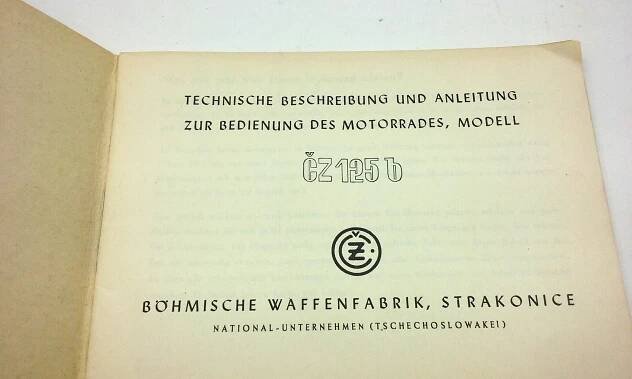 TECHNISCHE BESCHREIBUNG UND ANLEITUNG
ZUR BEDIENUNG DES MOTORRADES, MODELL
ČZ 125 b
ČZ
BÖHMISCHE WAFFENFABRIK, STRAKONICE
NATIONAL-UNTERNEHMEN (TSCHECHOSLOWAKEI)